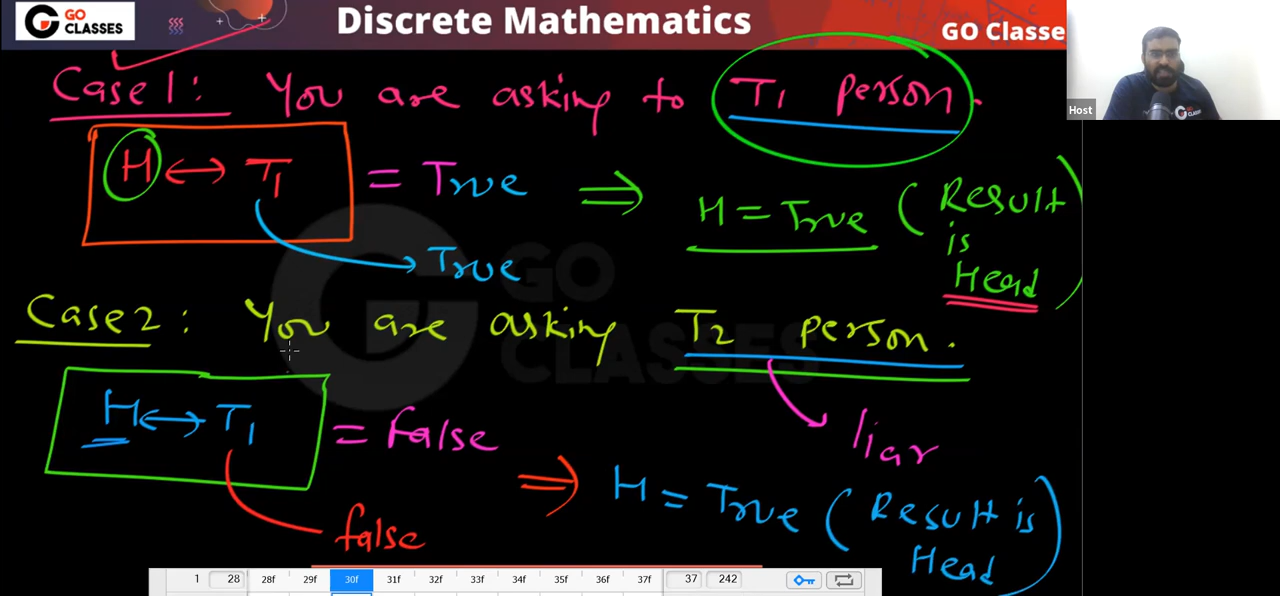 GO CLASSES
Discrete Mathematics
GO Classe
Host
Case 1: You are asking to T1 person.
H ↔ T1 = True ⇒ H = True (Result is Head)
True
GO CLASSES
Case 2: You are asking T2 person.
liar
H ↔ T1 = false ⇒ H = True (Result is Head)
false
1 28 28f 29f 30f 31f 32f 33f 34f 35f 36f 37f 37 242